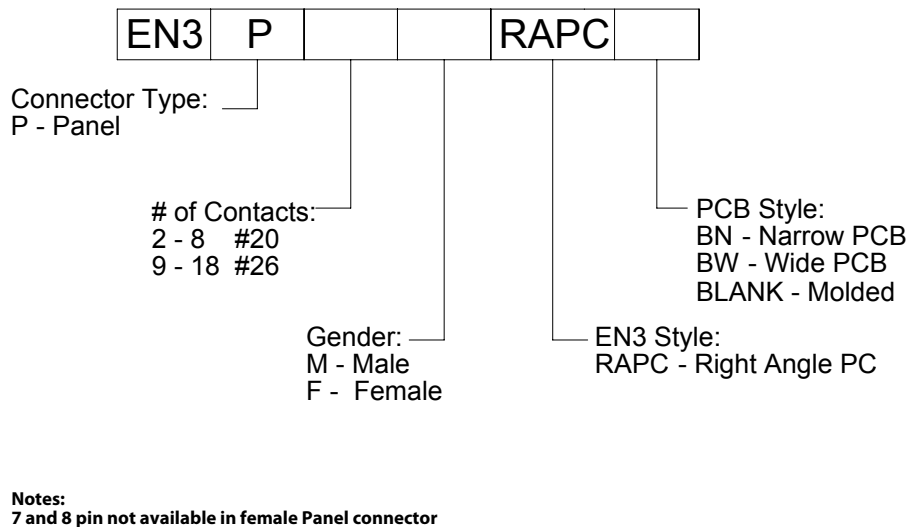 EN3 P RAPC
Connector Type:
P - Panel
# of Contacts:
2 - 8 #20
9 - 18 #26
PCB Style:
BN - Narrow PCB
BW - Wide PCB
BLANK - Molded
Gender:
M - Male
F - Female
EN3 Style:
RAPC - Right Angle PC
Notes:
7 and 8 pin not available in female Panel connector